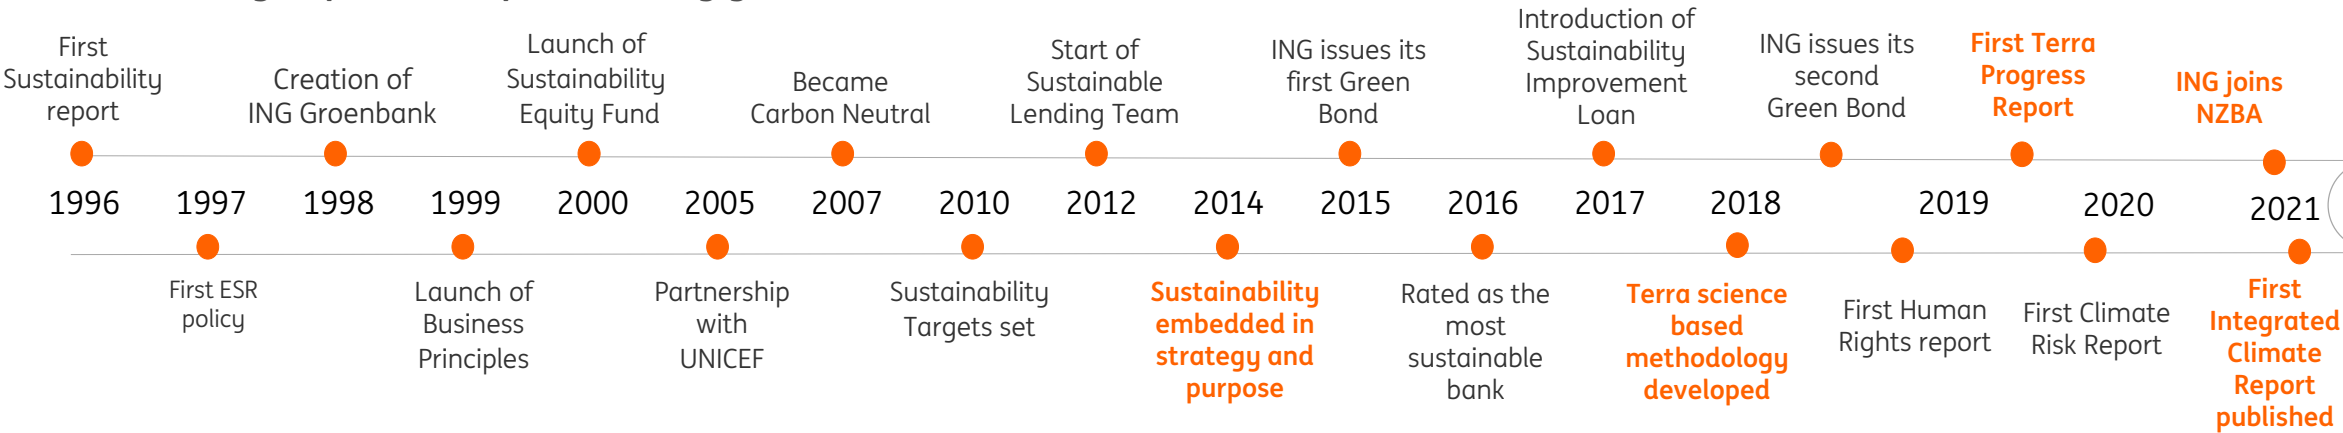 First
Sustainability
report
Creation of
ING Groenbank
Launch of
Sustainability
Equity Fund
Became
Carbon Neutral
Start of
Sustainable
Lending Team
ING issues its
first Green
Bond
Introduction of
Sustainability
Improvement
Loan
ING issues its
second
Green Bond
First Terra
Progress
Report
ING joins
NZBA
1996 1997 1998 1999 2000 2005 2007 2010 2012 2014 2015 2016 2017 2018 2019 2020 2021
First ESR
policy
Launch of
Business
Principles
Partnership
with
UNICEF
Sustainability
Targets set
Sustainability
embedded in
strategy and
purpose
Rated as the
most
sustainable
bank
Terra science
based
methodology
developed
First Human
Rights report
First Climate
Risk Report
First
Integrated
Climate
Report
published